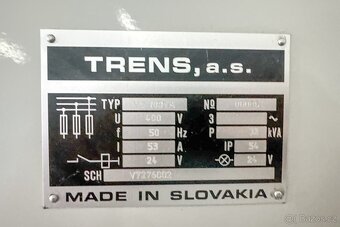 TRENS, a.s.
TYP Nº
U 400 V 3 ~
f 50 Hz P kVA
I 53 A IP 54
24 V 24 V
SCH V7276002
MADE IN SLOVAKIA